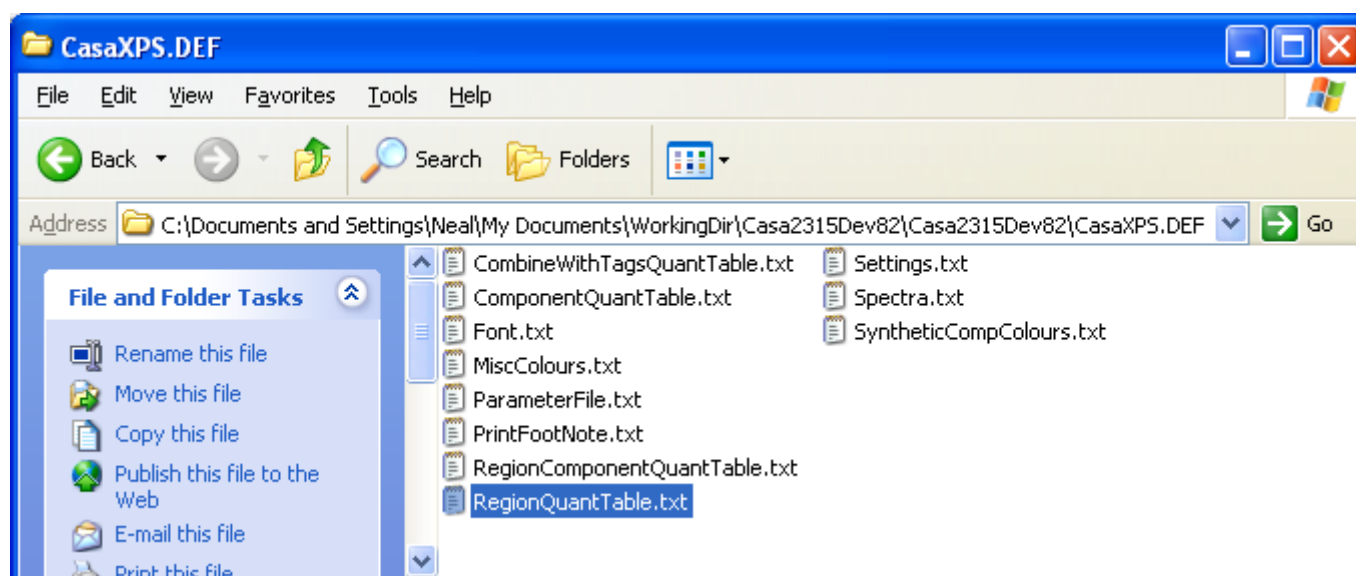 CasaXPS.DEF
File Edit View Favorites Tools Help
Back Search Folders
Address C:\Documents and Settings\Neal\My Documents\WorkingDir\Casa2315Dev82\Casa2315Dev82\CasaXPS.DEF Go
File and Folder Tasks
Rename this file
Move this file
Copy this file
Publish this file to the
Web
E-mail this file
Print this file
CombineWithTagsQuantTable.txt
ComponentQuantTable.txt
Font.txt
MiscColours.txt
ParameterFile.txt
PrintFootNote.txt
RegionComponentQuantTable.txt
RegionQuantTable.txt
Settings.txt
Spectra.txt
SyntheticCompColours.txt